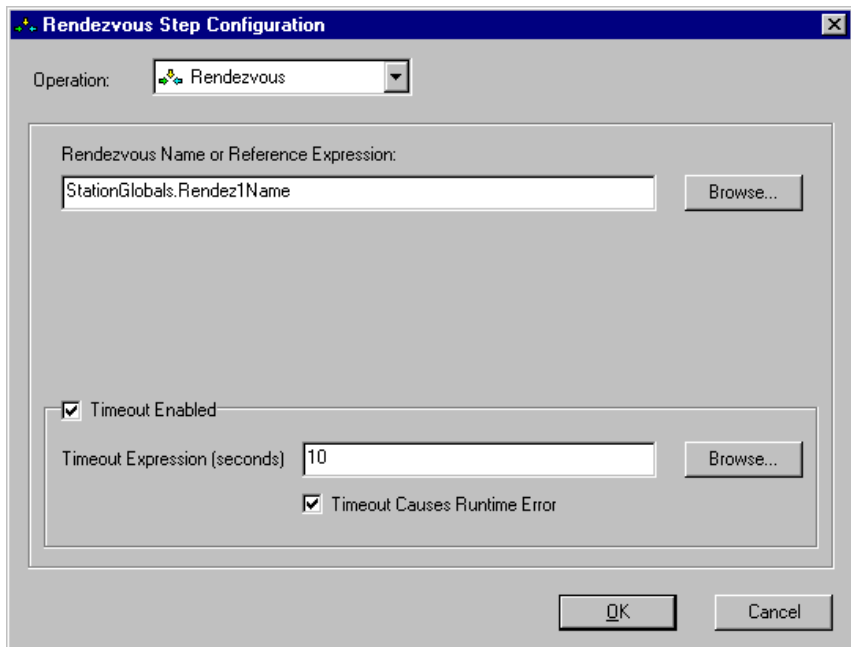 Rendezvous Step Configuration
Operation:
Rendezvous
Rendezvous Name or Reference Expression:
StationGlobals.Rendez1Name
Browse...
Timeout Enabled
Timeout Expression (seconds)
10
Browse...
Timeout Causes Runtime Error
OK
Cancel